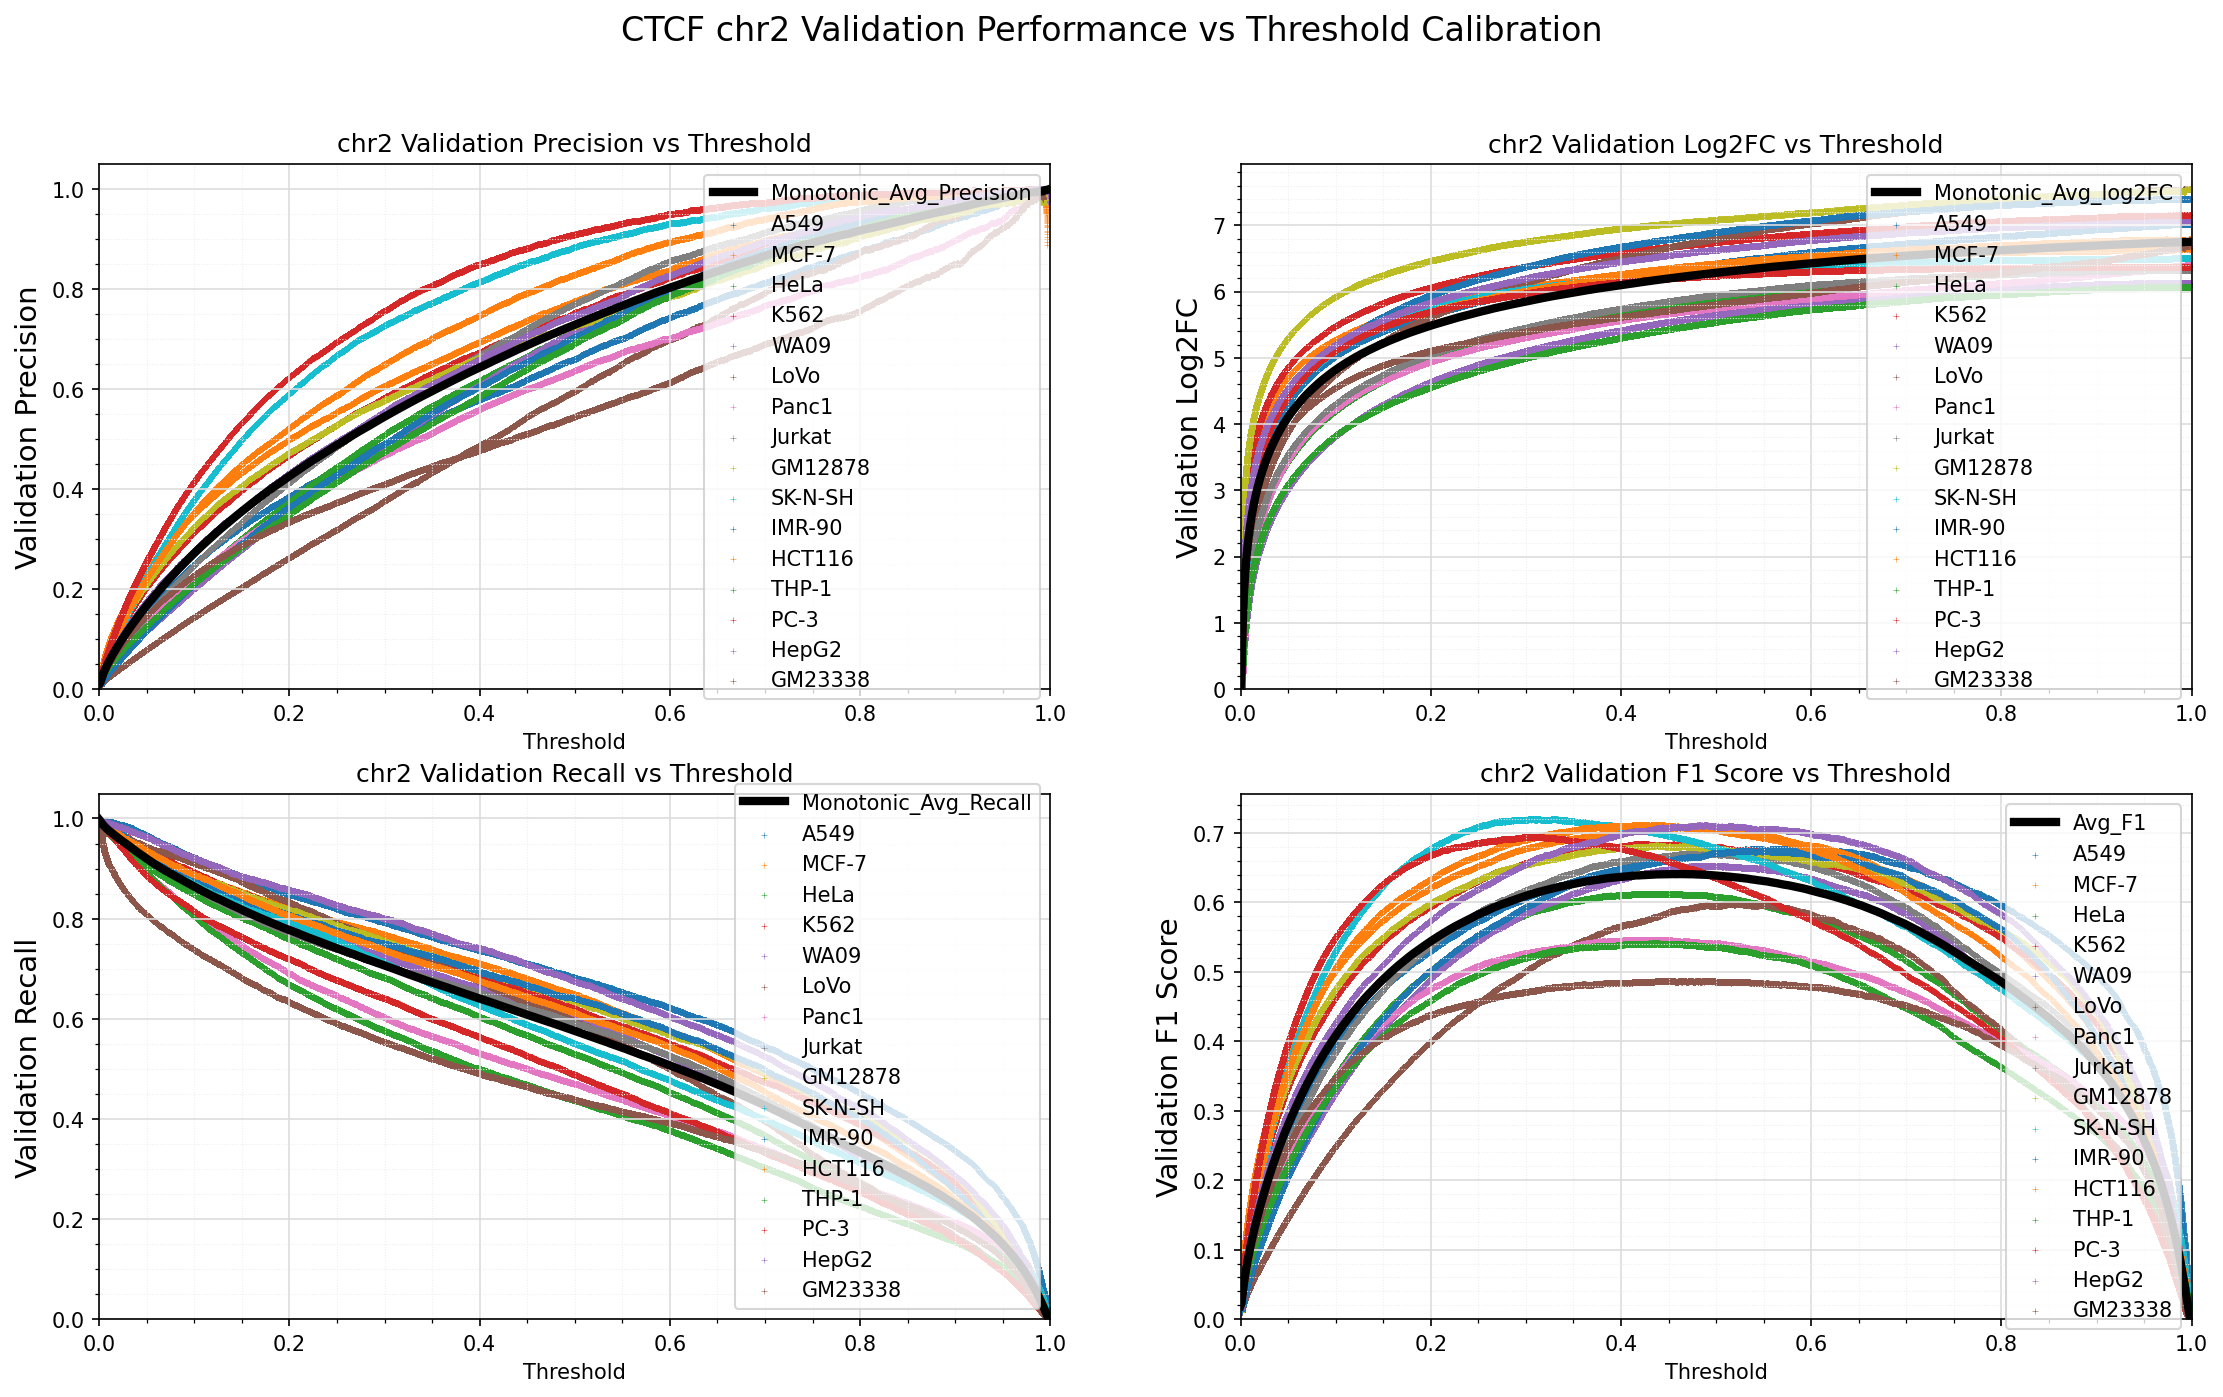 CTCF chr2 Validation Performance vs Threshold Calibration
chr2 Validation Precision vs Threshold
Validation Precision
1.0
0.8
0.6
0.4
0.2
0.0
0.0 0.2 0.4 0.6 0.8 1.0
Threshold
Monotonic_Avg_Precision
A549
MCF-7
HeLa
K562
WA09
LoVo
Panc1
Jurkat
GM12878
SK-N-SH
IMR-90
HCT116
THP-1
PC-3
HepG2
GM23338
chr2 Validation Log2FC vs Threshold
Validation Log2FC
7
6
5
4
3
2
1
0
0.0 0.2 0.4 0.6 0.8 1.0
Threshold
Monotonic_Avg_log2FC
A549
MCF-7
HeLa
K562
WA09
LoVo
Panc1
Jurkat
GM12878
SK-N-SH
IMR-90
HCT116
THP-1
PC-3
HepG2
GM23338
chr2 Validation Recall vs Threshold
Validation Recall
1.0
0.8
0.6
0.4
0.2
0.0
0.0 0.2 0.4 0.6 0.8 1.0
Threshold
Monotonic_Avg_Recall
A549
MCF-7
HeLa
K562
WA09
LoVo
Panc1
Jurkat
GM12878
SK-N-SH
IMR-90
HCT116
THP-1
PC-3
HepG2
GM23338
chr2 Validation F1 Score vs Threshold
Validation F1 Score
0.7
0.6
0.5
0.4
0.3
0.2
0.1
0.0
0.0 0.2 0.4 0.6 0.8 1.0
Threshold
Avg_F1
A549
MCF-7
HeLa
K562
WA09
LoVo
Panc1
Jurkat
GM12878
SK-N-SH
IMR-90
HCT116
THP-1
PC-3
HepG2
GM23338